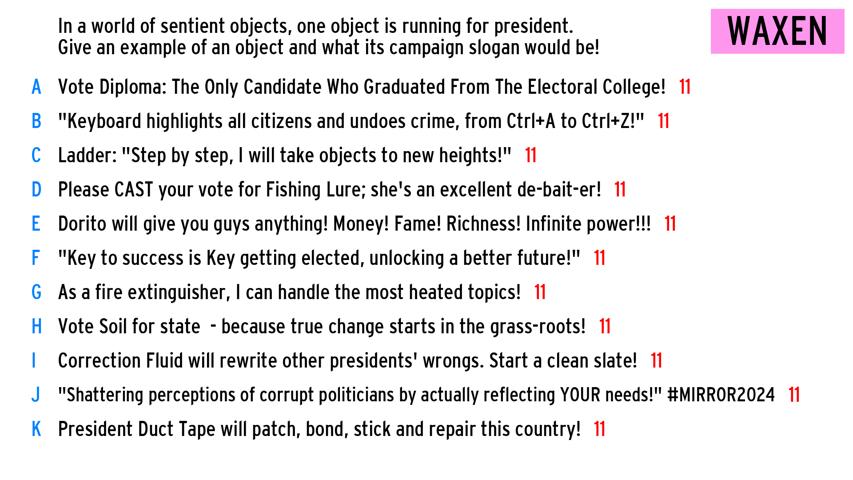 In a world of sentient objects, one object is running for president.
Give an example of an object and what its campaign slogan would be!
WAXEN
A Vote Diploma: The Only Candidate Who Graduated From The Electoral College! 11
B "Keyboard highlights all citizens and undoes crime, from Ctrl+A to Ctrl+Z!" 11
C Ladder: "Step by step, I will take objects to new heights!" 11
D Please CAST your vote for Fishing Lure; she's an excellent de-bait-er! 11
E Dorito will give you guys anything! Money! Fame! Richness! Infinite power!!! 11
F "Key to success is Key getting elected, unlocking a better future!" 11
G As a fire extinguisher, I can handle the most heated topics! 11
H Vote Soil for state  - because true change starts in the grass-roots! 11
I Correction Fluid will rewrite other presidents' wrongs. Start a clean slate! 11
J "Shattering perceptions of corrupt politicians by actually reflecting YOUR needs!" #MIRROR2024 11
K President Duct Tape will patch, bond, stick and repair this country! 11